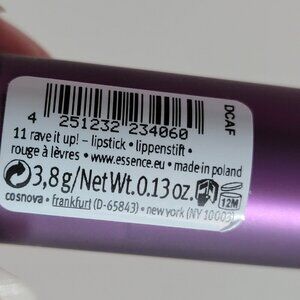 DCAF
4 251232 234060
11 rave it up! – lipstick • lippenstift •
rouge à lèvres • www.essence.eu • made in poland
3,8g/Net Wt. 0.13 oz.
12M
cosnova • frankfurt (D-65843) • new york (NY 10003)